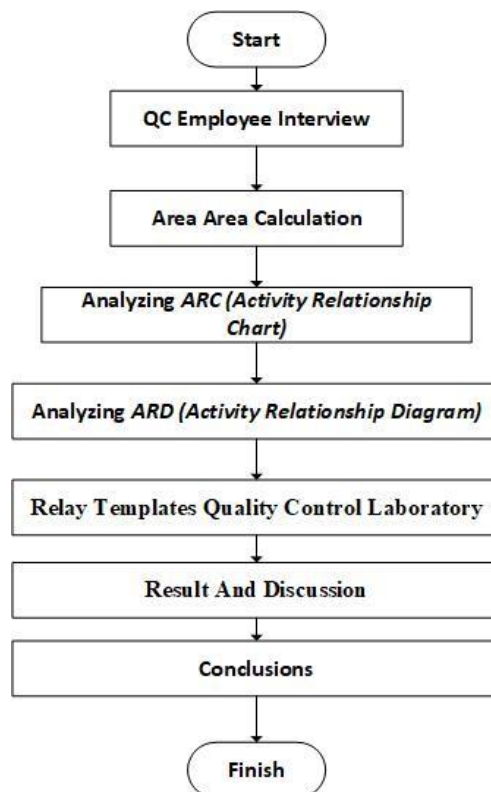 Start
QC Employee Interview
Area Area Calculation
Analyzing ARC (Activity Relationship
Chart)
Analyzing ARD (Activity Relationship Diagram)
Relay Templates Quality Control Laboratory
Result And Discussion
Conclusions
Finish